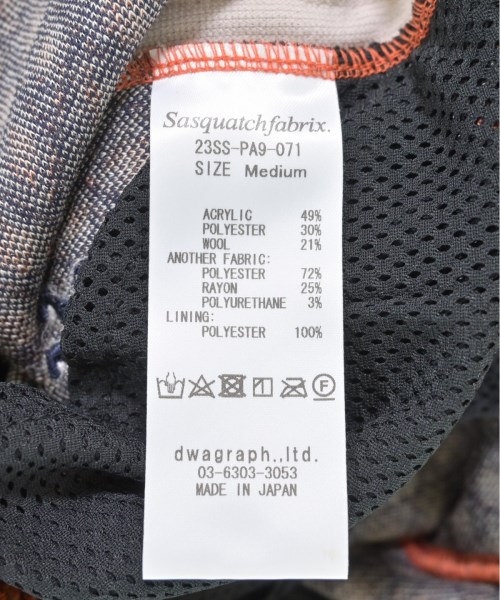 Sasquatchfabrix.
23SS-PA9-071
SIZE Medium
ACRYLIC 49%
POLYESTER 30%
WOOL 21%
ANOTHER FABRIC:
POLYESTER 72%
RAYON 25%
POLYURETHANE 3%
LINING:
POLYESTER 100%
F
dwagraph.,ltd.
03-6303-3053
MADE IN JAPAN